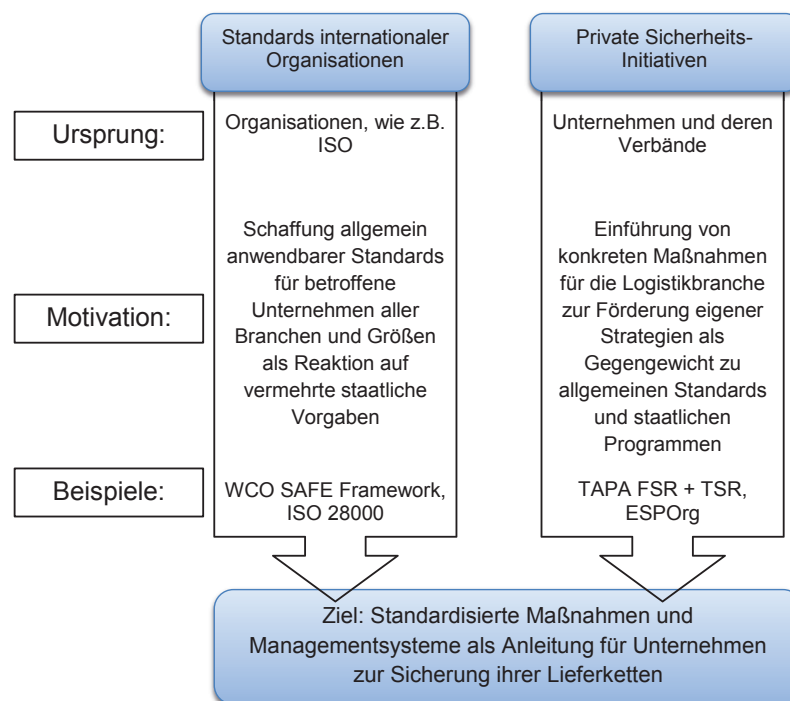 Standards internationaler
Organisationen
Private Sicherheits-
Initiativen
Ursprung:
Organisationen, wie z.B.
ISO
Unternehmen und deren
Verbände
Motivation:
Schaffung allgemein
anwendbarer Standards
für betroffene
Unternehmen aller
Branchen und Größen
als Reaktion auf
vermehrte staatliche
Vorgaben
Einführung von
konkreten Maßnahmen
für die Logistikbranche
zur Förderung eigener
Strategien als
Gegengewicht zu
allgemeinen Standards
und staatlichen
Programmen
Beispiele:
WCO SAFE Framework,
ISO 28000
TAPA FSR + TSR,
ESPOrg
Ziel: Standardisierte Maßnahmen und
Managementsysteme als Anleitung für Unternehmen
zur Sicherung ihrer Lieferketten